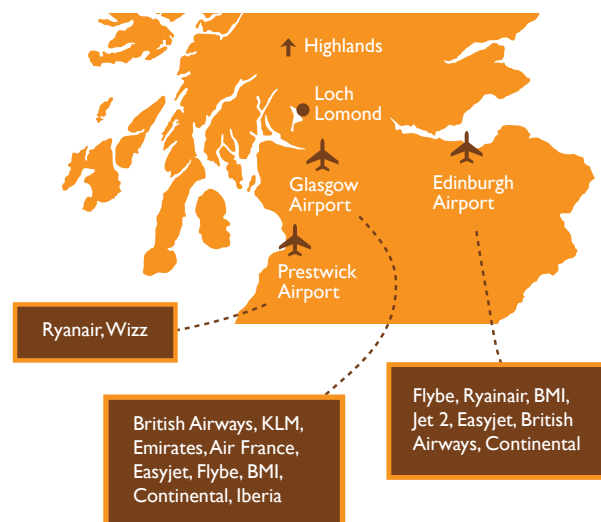 Highlands
Loch
Lomond
Glasgow
Airport
Edinburgh
Airport
Prestwick
Airport
Ryanair, Wizz
British Airways, KLM,
Emirates, Air France,
Easyjet, Flybe, BMI,
Continental, Iberia
Flybe, Ryainair, BMI,
Jet 2, Easyjet, British
Airways, Continental